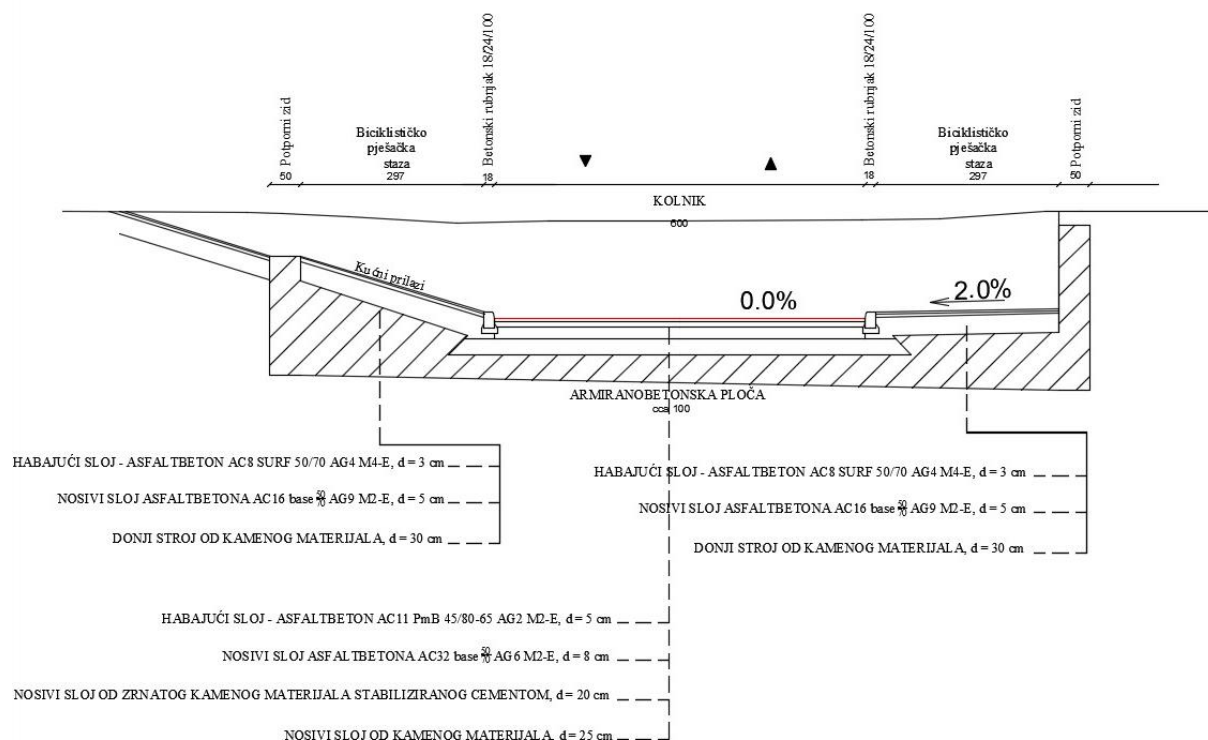 Potporni zid
50
Biciklističko
pješačka
staza
297
Betonski rubnjak 18/24/100
18
Betonski rubnjak 18/24/100
18
Biciklističko
pješačka
staza
297
Potporni zid
50
KOLNIK
600
Kućni prilazi
0.0%
2.0%
ARMIRANOBETONSKA PLOČA
cca 100
HABAJUĆI SLOJ - ASFALTBETON AC8 SURF 50/70 AG4 M4-E, d = 3 cm
NOSIVI SLOJ ASFALTBETONA AC16 base 50/70 AG9 M2-E, d = 5 cm
DONJI STROJ OD KAMENOG MATERIJALA, d = 30 cm
HABAJUĆI SLOJ - ASFALTBETON AC8 SURF 50/70 AG4 M4-E, d = 3 cm
NOSIVI SLOJ ASFALTBETONA AC16 base 50/70 AG9 M2-E, d = 5 cm
DONJI STROJ OD KAMENOG MATERIJALA, d = 30 cm
HABAJUĆI SLOJ - ASFALTBETON AC11 PmB 45/80-65 AG2 M2-E, d = 5 cm
NOSIVI SLOJ ASFALTBETONA AC32 base 50/70 AG6 M2-E, d = 8 cm
NOSIVI SLOJ OD ZRNATOG KAMENOG MATERIJALA STABILIZIRANOG CEMENTOM, d = 20 cm
NOSIVI SLOJ OD KAMENOG MATERIJALA, d = 25 cm